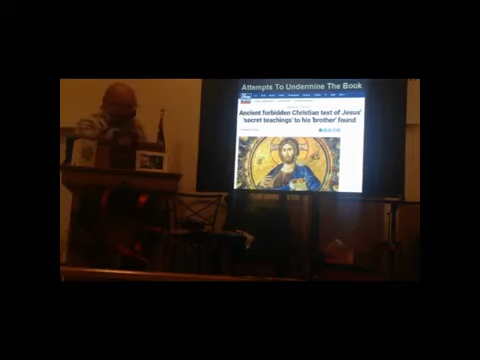 Attempts To Undermine The Book
Ancient forbidden Christian text of Jesus'
'secret teachings' to his 'brother' found